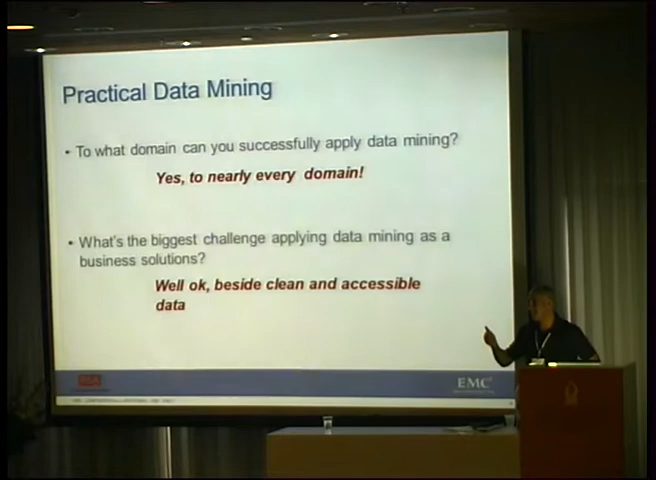 Practical Data Mining
• To what domain can you successfully apply data mining?
Yes, to nearly every domain!
• What's the biggest challenge applying data mining as a
business solutions?
Well ok, beside clean and accessible
data
RSA
EMC